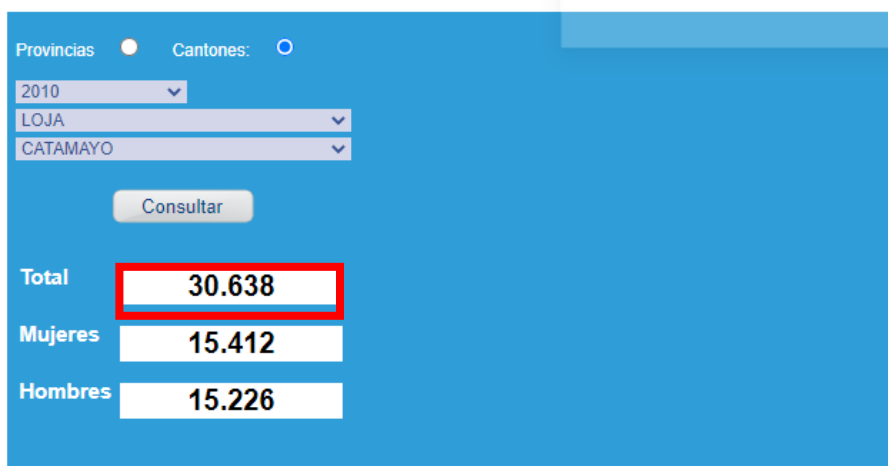 Provincias Cantones:
2010
LOJA
CATAMAYO
Consultar
Total 30.638
Mujeres 15.412
Hombres 15.226